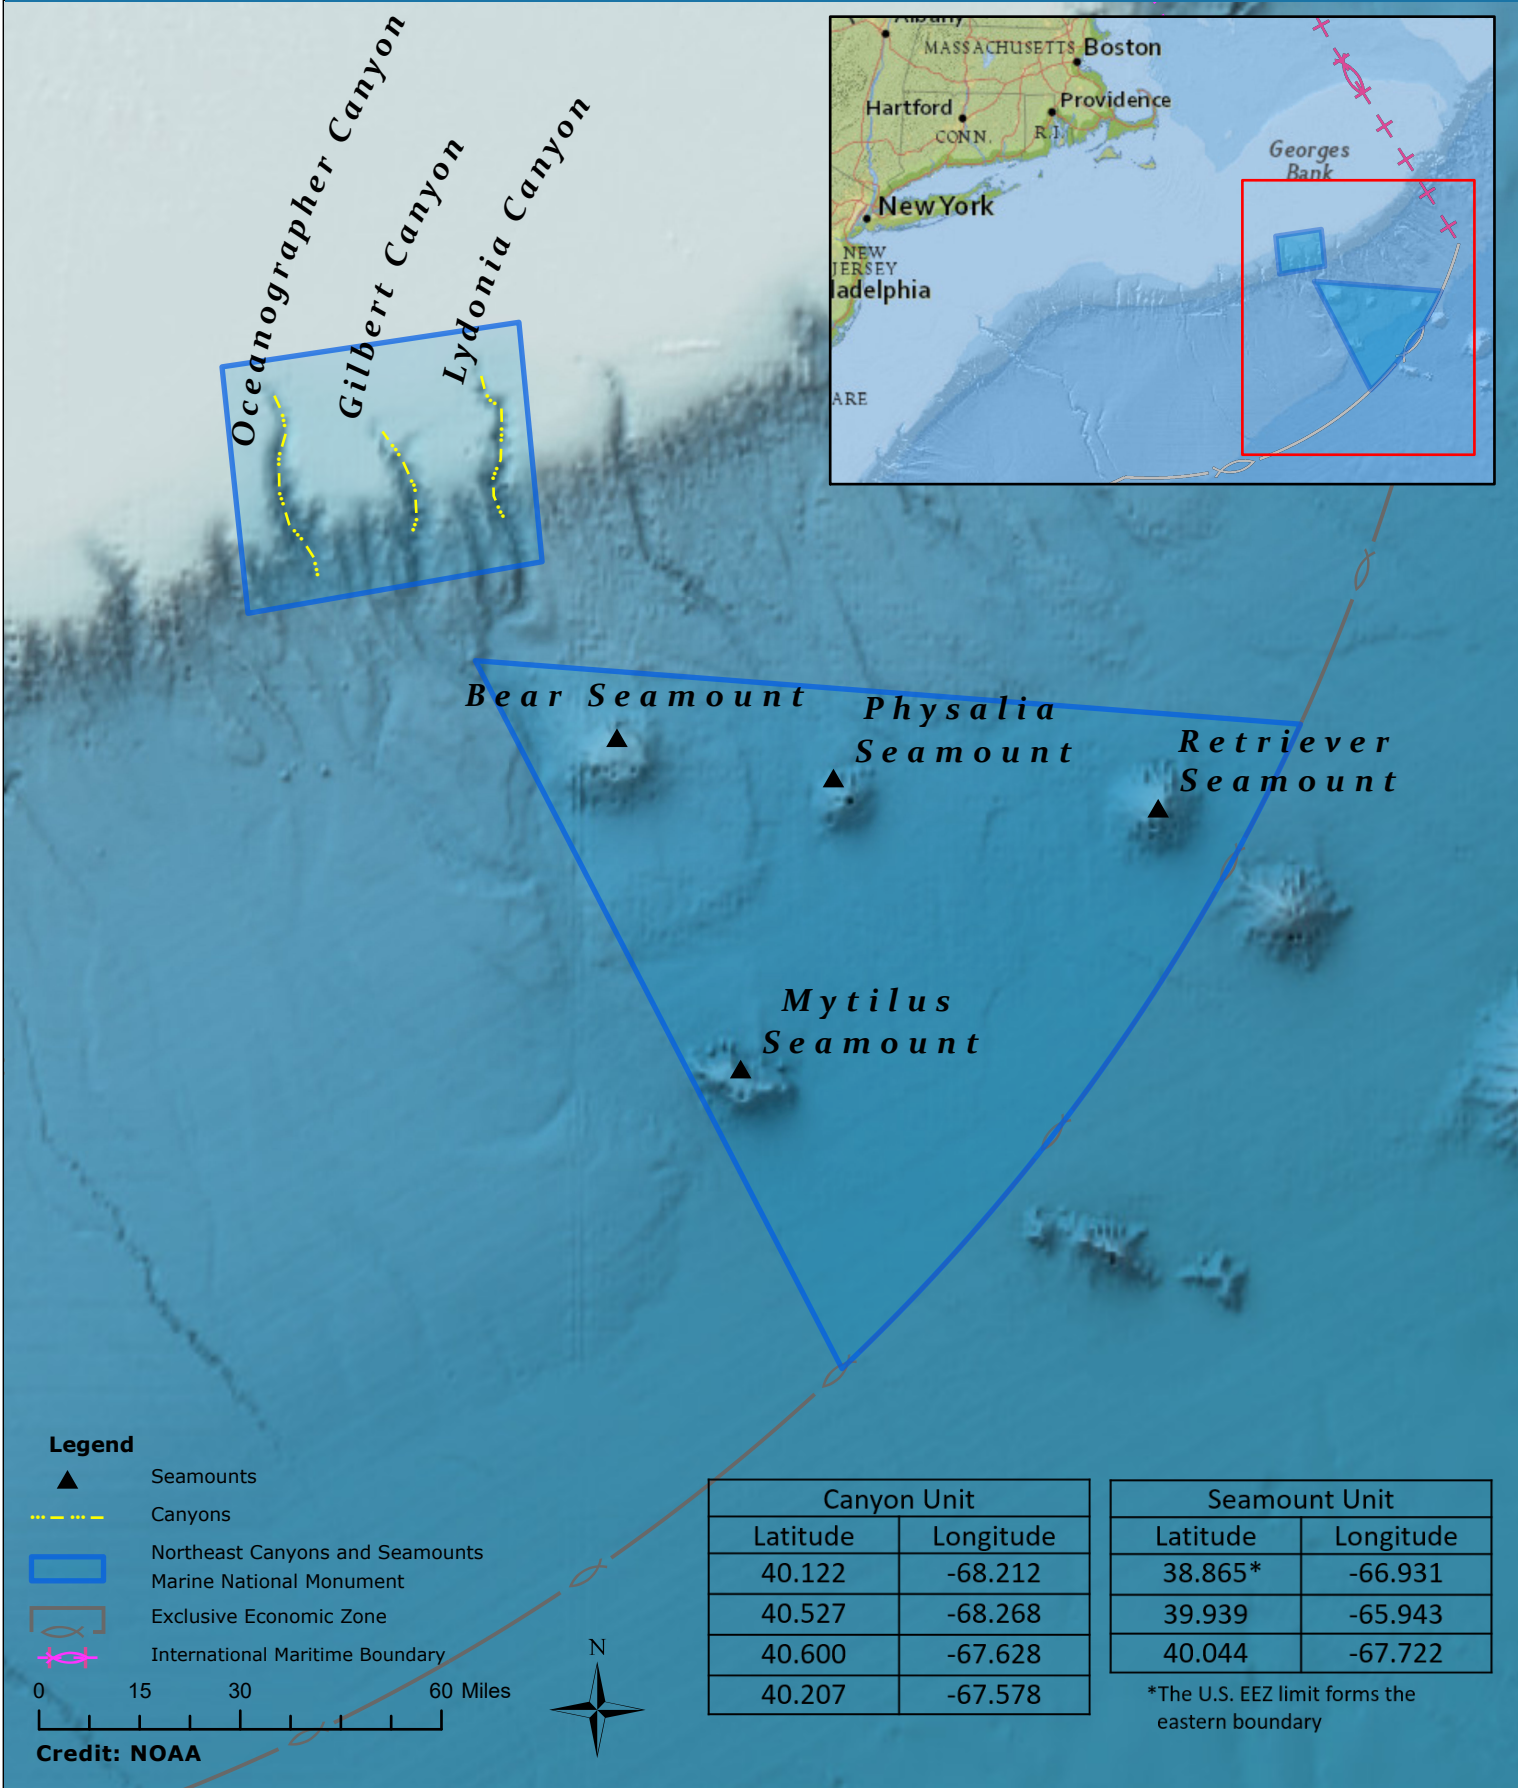 Oceanographer Canyon
Gilbert Canyon
Lydonia Canyon
Albany
MASSACHUSETTS
Boston
Hartford
Providence
CONN.
R.I.
Georges
Bank
New York
NEW
JERSEY
ladelphia
ARE
Bear Seamount
Physalia
Seamount
Retriever
Seamount
Mytilus
Seamount
Legend
Seamounts
Canyons
Northeast Canyons and Seamounts
Marine National Monument
Exclusive Economic Zone
International Maritime Boundary
0 15 30 60 Miles
Credit: NOAA
N
Canyon Unit
Latitude Longitude
40.122 -68.212
40.527 -68.268
40.600 -67.628
40.207 -67.578
Seamount Unit
Latitude Longitude
38.865* -66.931
39.939 -65.943
40.044 -67.722
*The U.S. EEZ limit forms the
eastern boundary